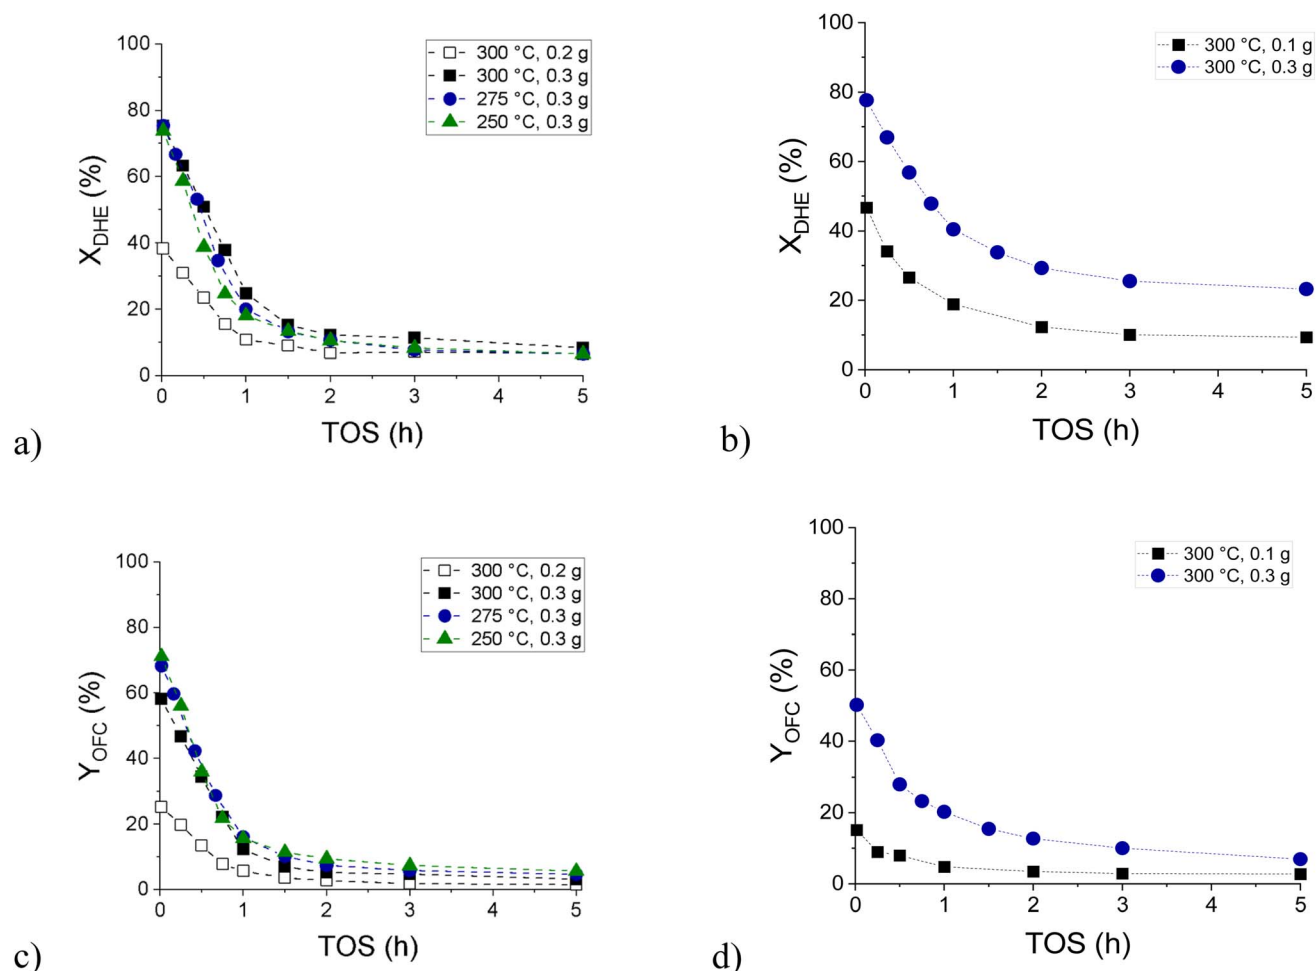 100
80
60
40
20
0
X_DHE (%)
0 1 2 3 4 5
TOS (h)
300 °C, 0.2 g
300 °C, 0.3 g
275 °C, 0.3 g
250 °C, 0.3 g
a)
100
80
60
40
20
0
X_DHE (%)
0 1 2 3 4 5
TOS (h)
300 °C, 0.1 g
300 °C, 0.3 g
b)
100
80
60
40
20
0
Y_OFC (%)
0 1 2 3 4 5
TOS (h)
300 °C, 0.2 g
300 °C, 0.3 g
275 °C, 0.3 g
250 °C, 0.3 g
c)
100
80
60
40
20
0
Y_OFC (%)
0 1 2 3 4 5
TOS (h)
300 °C, 0.1 g
300 °C, 0.3 g
d)